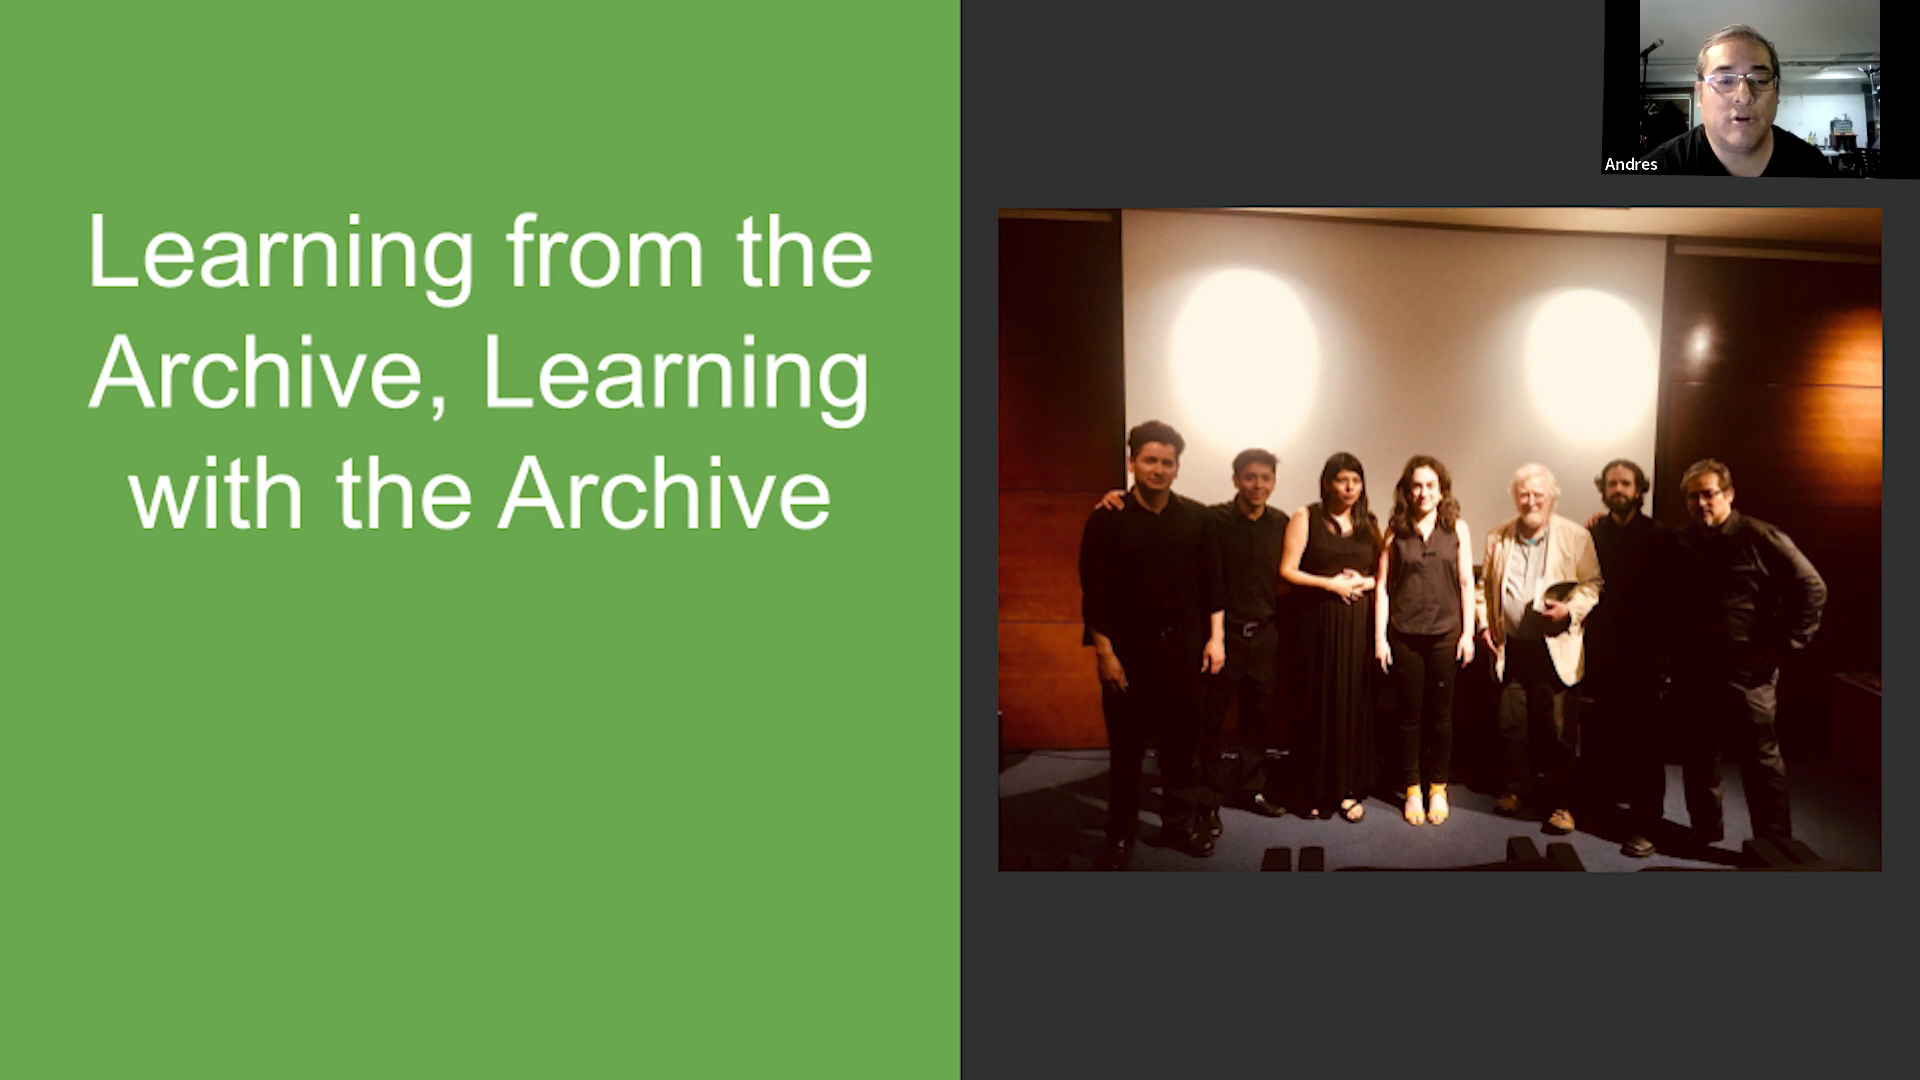 Learning from the
Archive, Learning
with the Archive
Andres